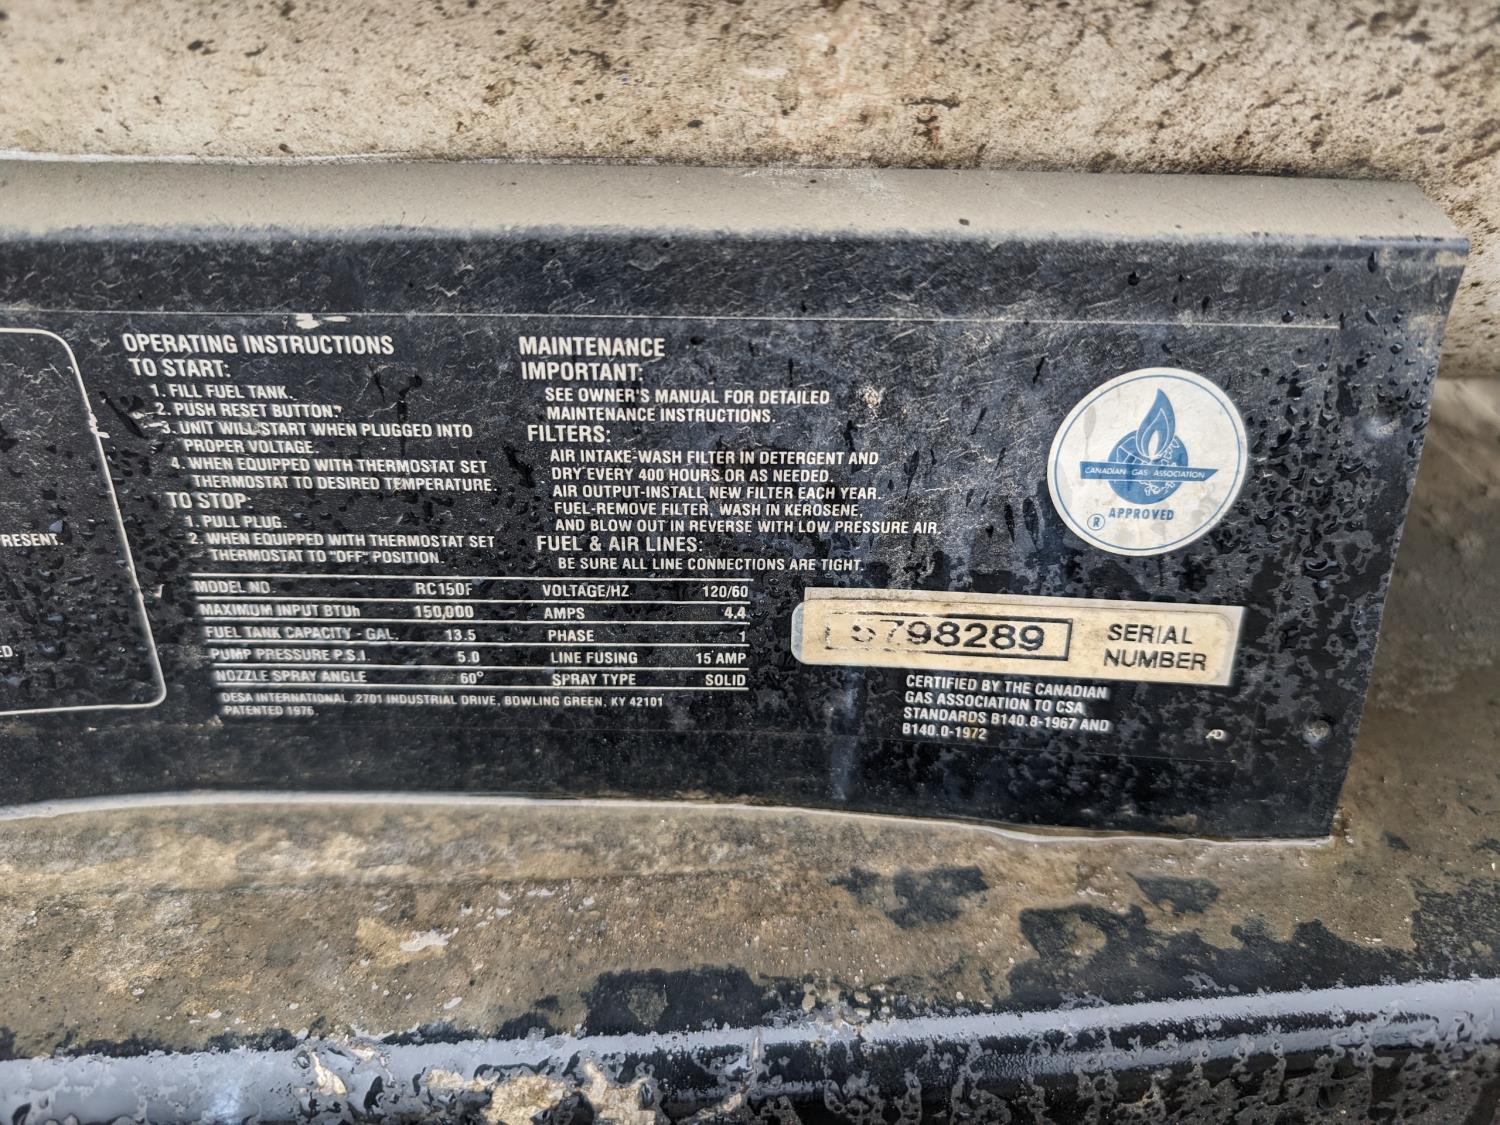 RESENT.
ED.
OPERATING INSTRUCTIONS
TO START:
1. FILL FUEL TANK.
2. PUSH RESET BUTTON.
3. UNIT WILL START WHEN PLUGGED INTO
PROPER VOLTAGE.
4. WHEN EQUIPPED WITH THERMOSTAT SET
THERMOSTAT TO DESIRED TEMPERATURE.
TO STOP:
1. PULL PLUG.
2. WHEN EQUIPPED WITH THERMOSTAT SET
THERMOSTAT TO "OFF" POSITION.
MAINTENANCE
IMPORTANT:
SEE OWNER'S MANUAL FOR DETAILED
MAINTENANCE INSTRUCTIONS.
FILTERS:
AIR INTAKE-WASH FILTER IN DETERGENT AND
DRY EVERY 400 HOURS OR AS NEEDED.
AIR OUTPUT-INSTALL NEW FILTER EACH YEAR.
FUEL-REMOVE FILTER, WASH IN KEROSENE,
AND BLOW OUT IN REVERSE WITH LOW PRESSURE AIR.
FUEL & AIR LINES:
BE SURE ALL LINE CONNECTIONS ARE TIGHT.
MODEL NO. RC150F VOLTAGE/HZ 120/60
MAXIMUM INPUT BTUh 150,000 AMPS 4.4
FUEL TANK CAPACITY - GAL. 13.5 PHASE 1
PUMP PRESSURE P.S.I. 5.0 LINE FUSING 15 AMP
NOZZLE SPRAY ANGLE 60° SPRAY TYPE SOLID
DESA INTERNATIONAL, 2701 INDUSTRIAL DRIVE, BOWLING GREEN, KY 42101
PATENTED 1976
CANADIAN GAS ASSOCIATION
® APPROVED
5798289
SERIAL
NUMBER
CERTIFIED BY THE CANADIAN
GAS ASSOCIATION TO CSA
STANDARDS B140.8-1967 AND
B140.0-1972